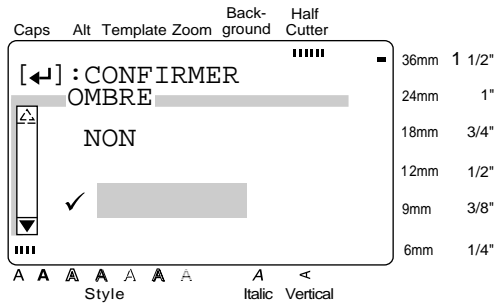 Caps Alt Template Zoom Back-ground Half Cutter
[↵]:CONFIRMER
OMBRE
NON
✓
36mm 1 1/2"
24mm 1"
18mm 3/4"
12mm 1/2"
9mm 3/8"
6mm 1/4"
A A A A A A A A <
Style Italic Vertical